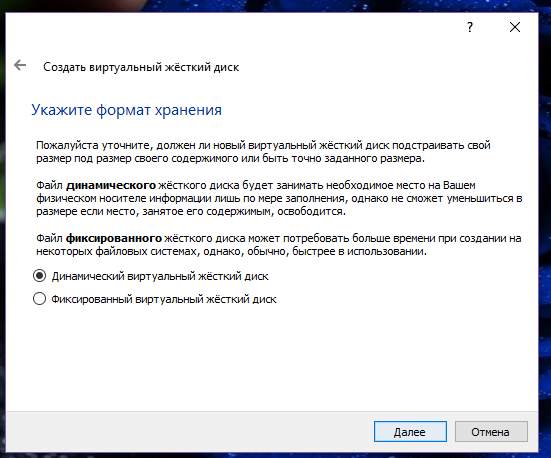 ?
Создать виртуальный жёсткий диск
Укажите формат хранения
Пожалуйста уточните, должен ли новый виртуальный жёсткий диск подстраивать свой
размер под размер своего содержимого или быть точно заданного размера.
Файл динамического жёсткого диска будет занимать необходимое место на Вашем
физическом носителе информации лишь по мере заполнения, однако не сможет уменьшиться в
размере если место, занятое его содержимым, освободится.
Файл фиксированного жёсткого диска может потребовать больше времени при создании на
некоторых файловых системах, однако, обычно, быстрее в использовании.
Динамический виртуальный жёсткий диск
Фиксированный виртуальный жёсткий диск
Далее
Отмена